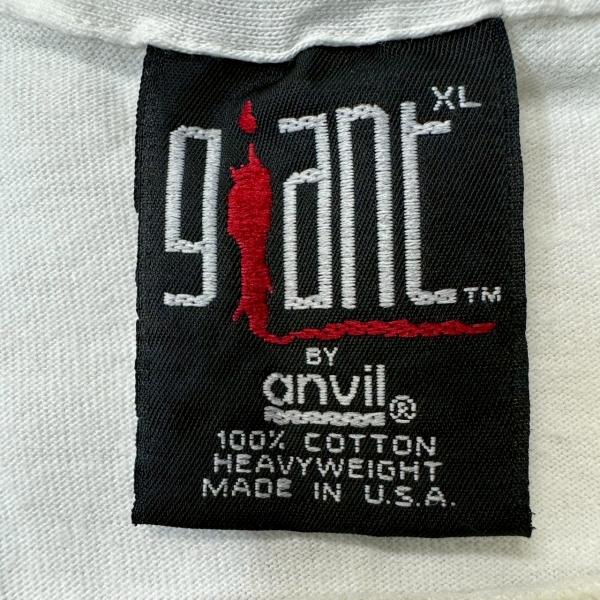 XL
giant™
BY
anvil®
100% COTTON
HEAVYWEIGHT
MADE IN U.S.A.